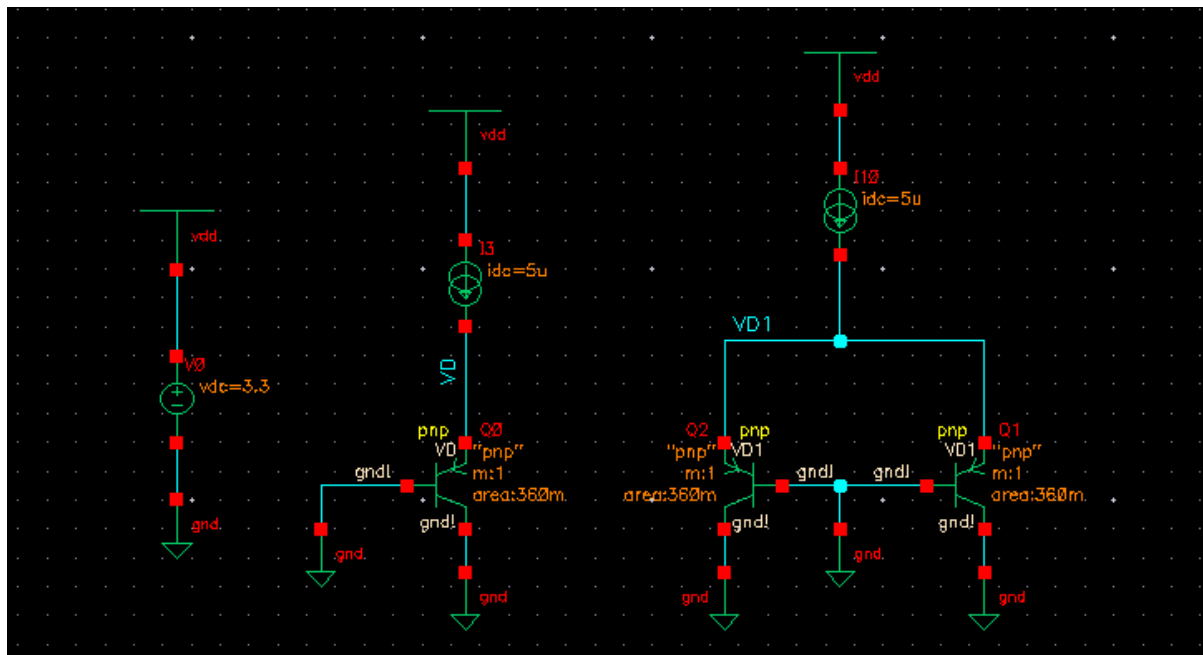 vdd
vdd
I10
idc=5u
vdd
I3
idc=5u
V0
vdc=3.3
gnd
VD
pnp
Q0
VD
"pnp"
gnd!
m:1
area:360m
gnd!
gnd
gnd
VD1
Q2
pnp
"pnp"
VD1
m:1
gnd!
area:360m
gnd!
gnd
gnd
pnp
Q1
VD1
"pnp"
gnd!
m:1
area:360m
gnd!
gnd